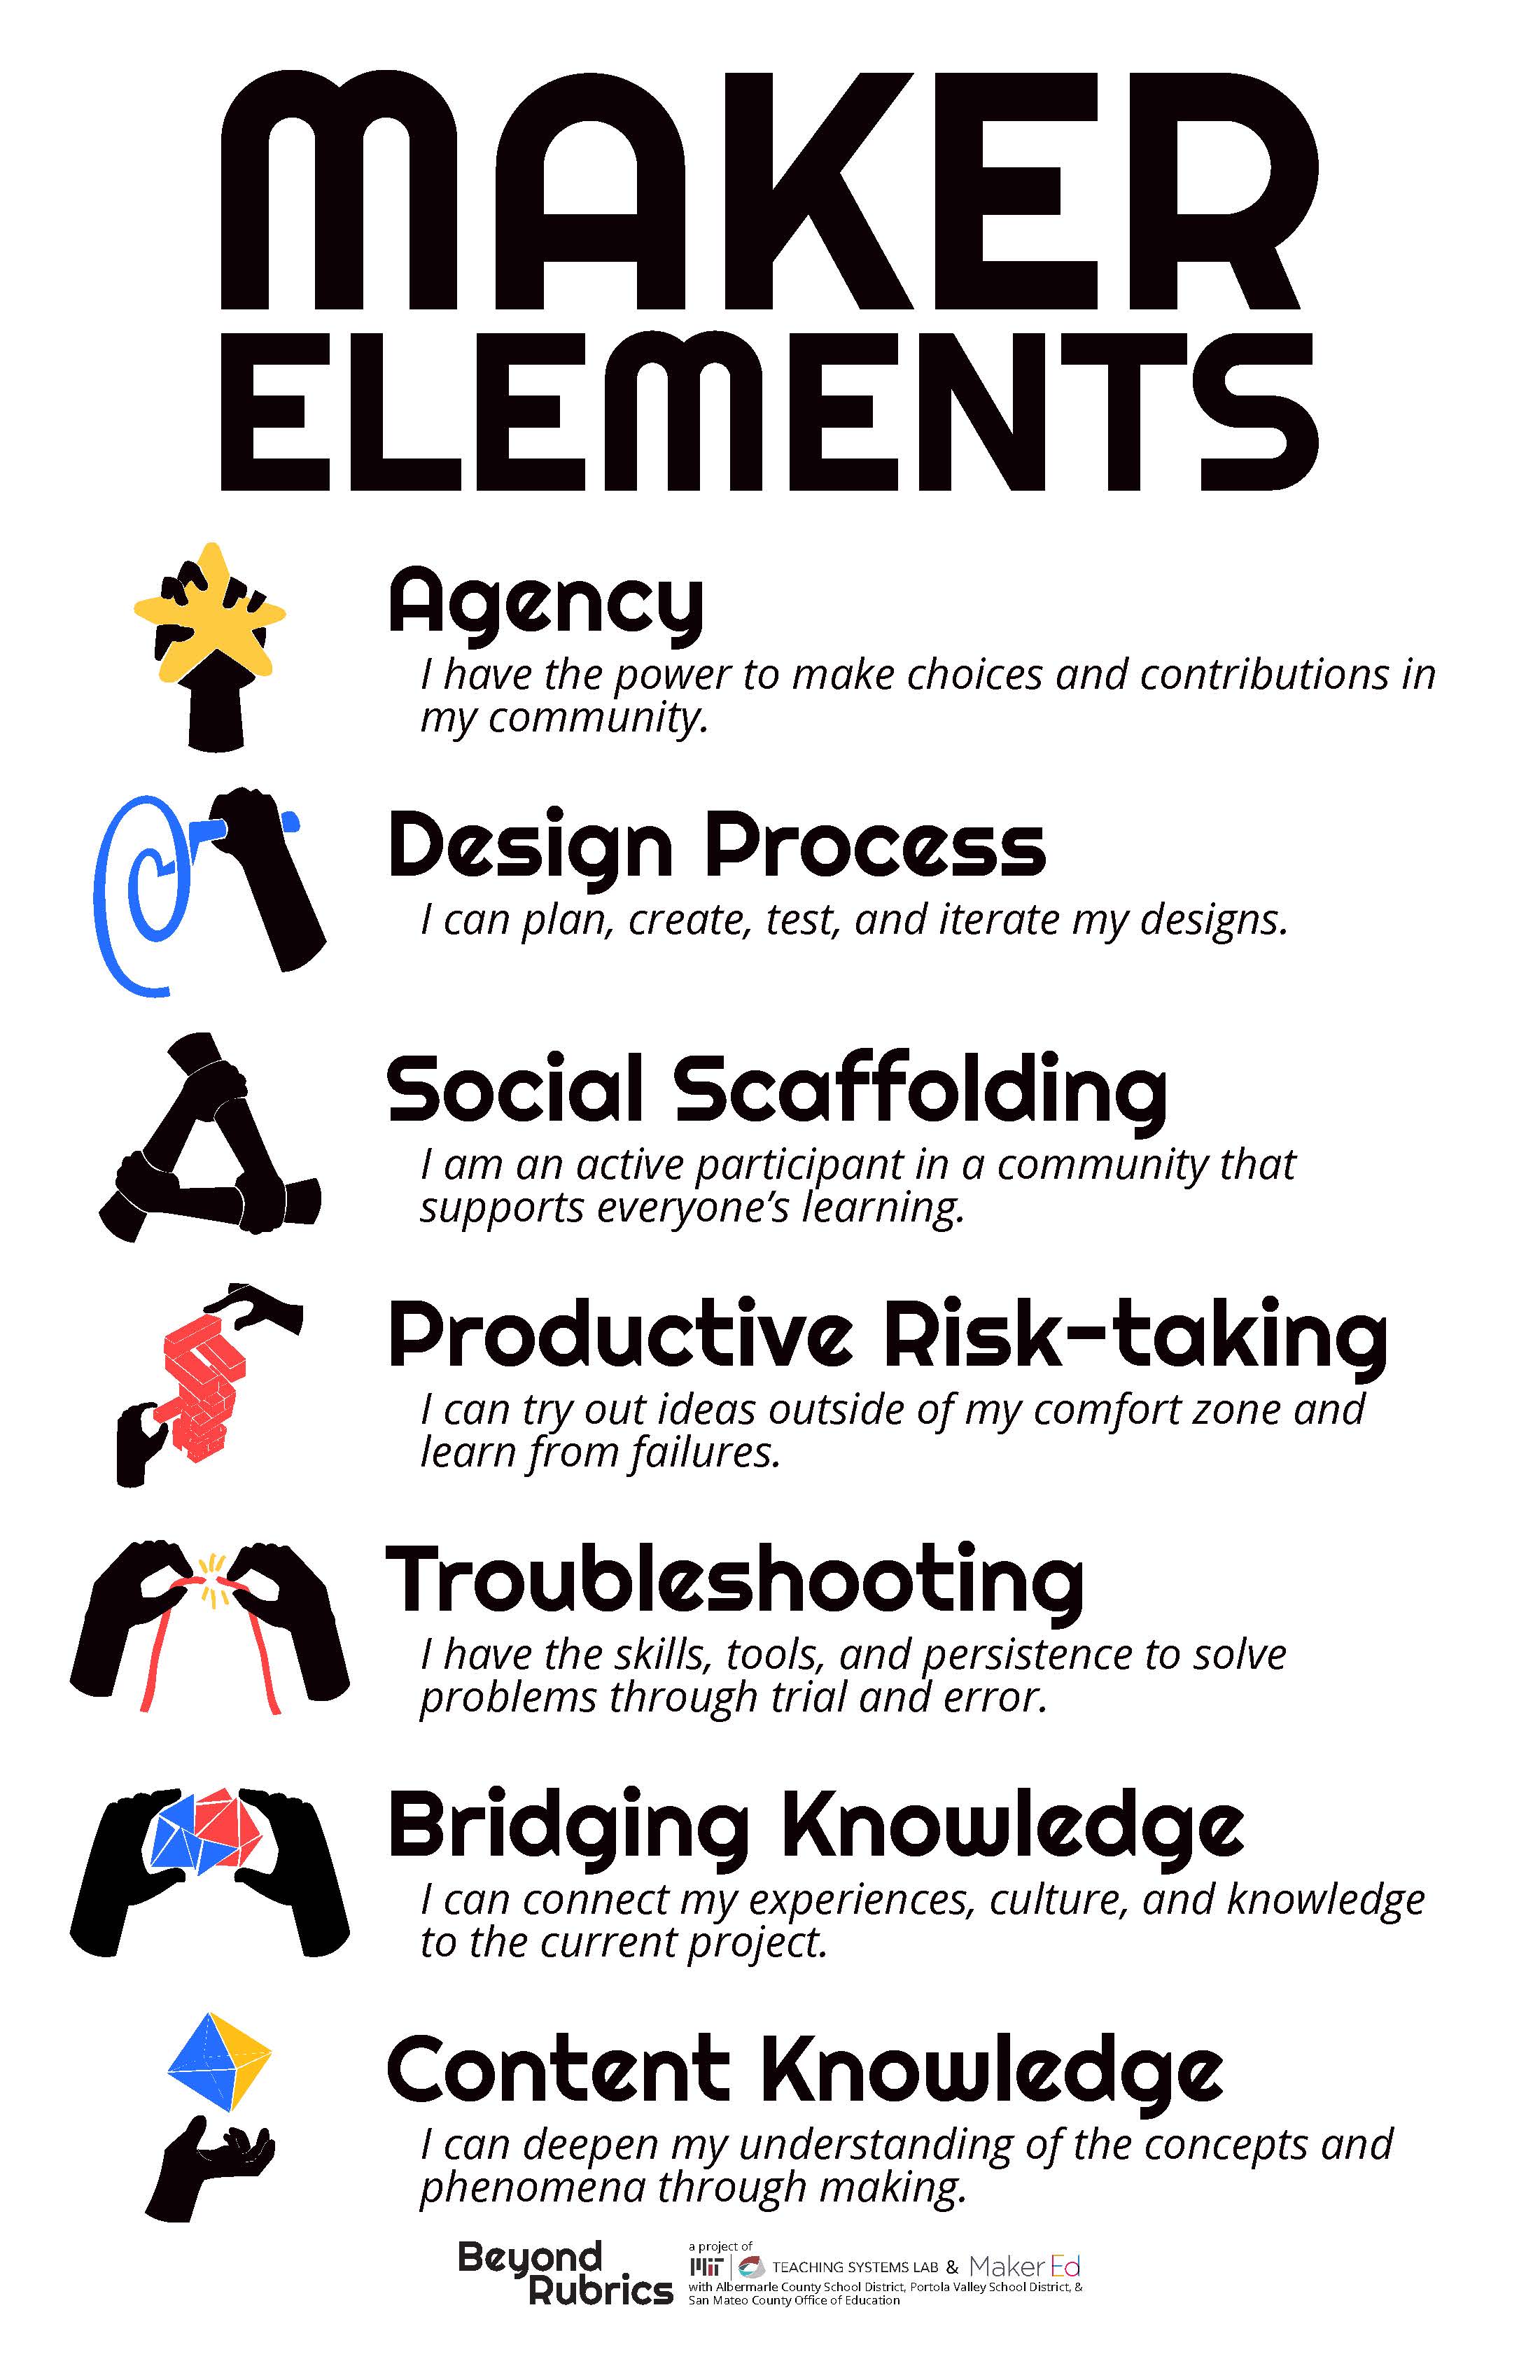 MAKER
ELEMENTS
Agency
I have the power to make choices and contributions in
my community.
Design Process
I can plan, create, test, and iterate my designs.
Social Scaffolding
I am an active participant in a community that
supports everyone’s learning.
Productive Risk-taking
I can try out ideas outside of my comfort zone and
learn from failures.
Troubleshooting
I have the skills, tools, and persistence to solve
problems through trial and error.
Bridging Knowledge
I can connect my experiences, culture, and knowledge
to the current project.
Content Knowledge
I can deepen my understanding of the concepts and
phenomena through making.
Beyond
Rubrics
a project of
MIT TEACHING SYSTEMS LAB & Maker Ed
with Albermarle County School District, Portola Valley School District, &
San Mateo County Office of Education